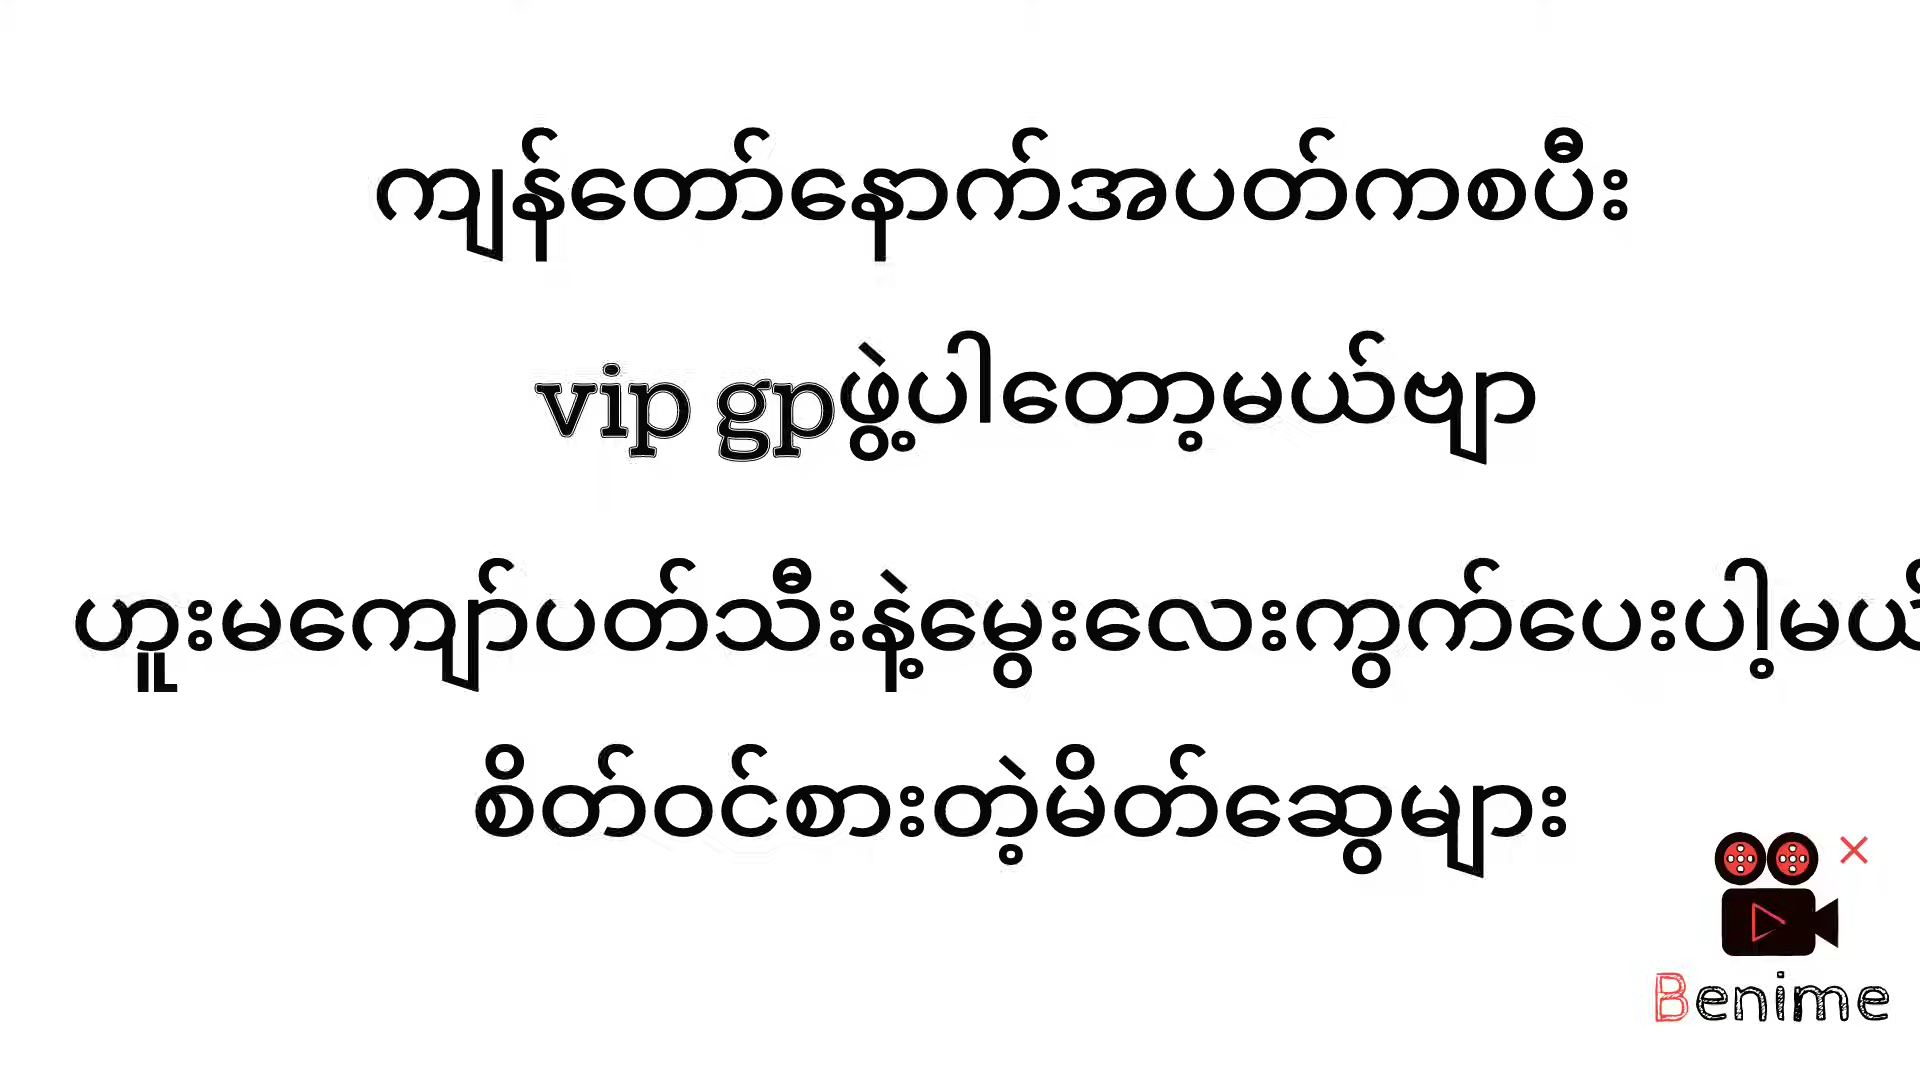 ကျန်တော်နောက်အပတ်ကစပီး
vip gpဖွဲ့ပါတော့မယ်ဗျာ
ဟူးမကျော်ပတ်သီးနဲ့မွေးလေးကွက်ပေးပါ့မယ်
စိတ်ဝင်စားတဲ့မိတ်ဆွေများ
Benime